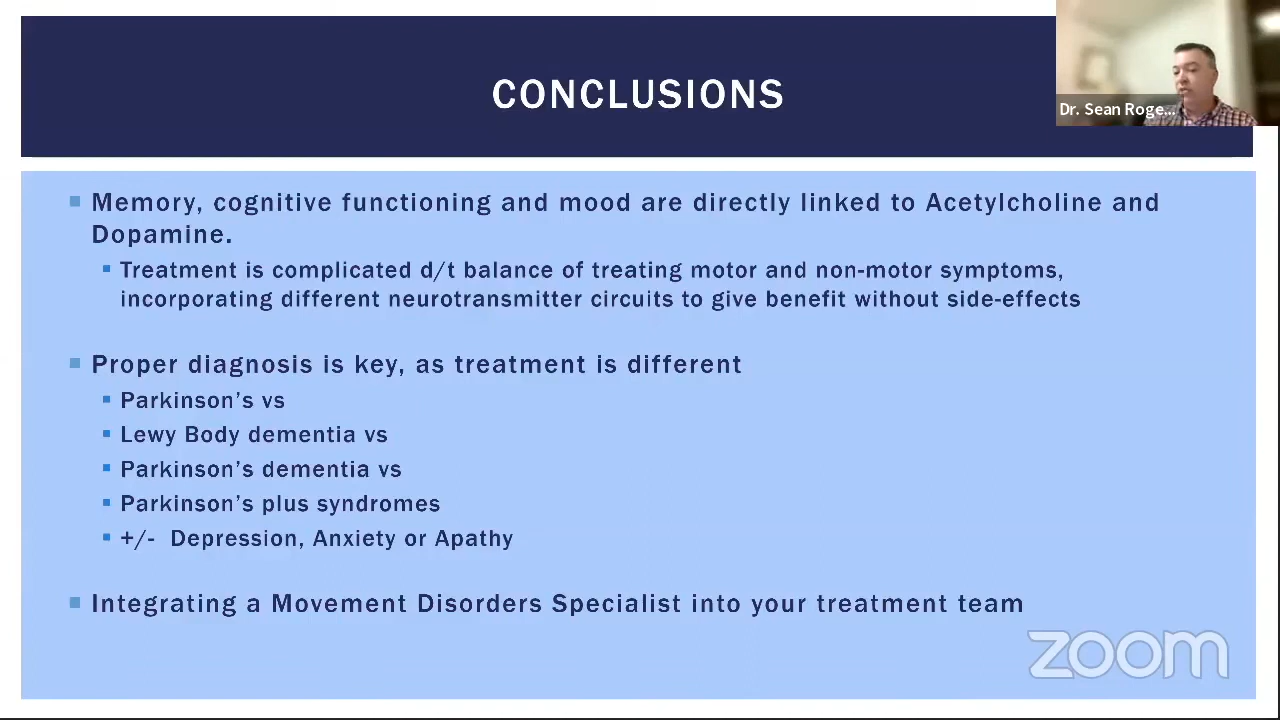 CONCLUSIONS
Dr. Sean Roge...
Memory, cognitive functioning and mood are directly linked to Acetylcholine and
Dopamine.
Treatment is complicated d/t balance of treating motor and non-motor symptoms,
incorporating different neurotransmitter circuits to give benefit without side-effects
Proper diagnosis is key, as treatment is different
Parkinson’s vs
Lewy Body dementia vs
Parkinson’s dementia vs
Parkinson’s plus syndromes
+/- Depression, Anxiety or Apathy
Integrating a Movement Disorders Specialist into your treatment team
zoom